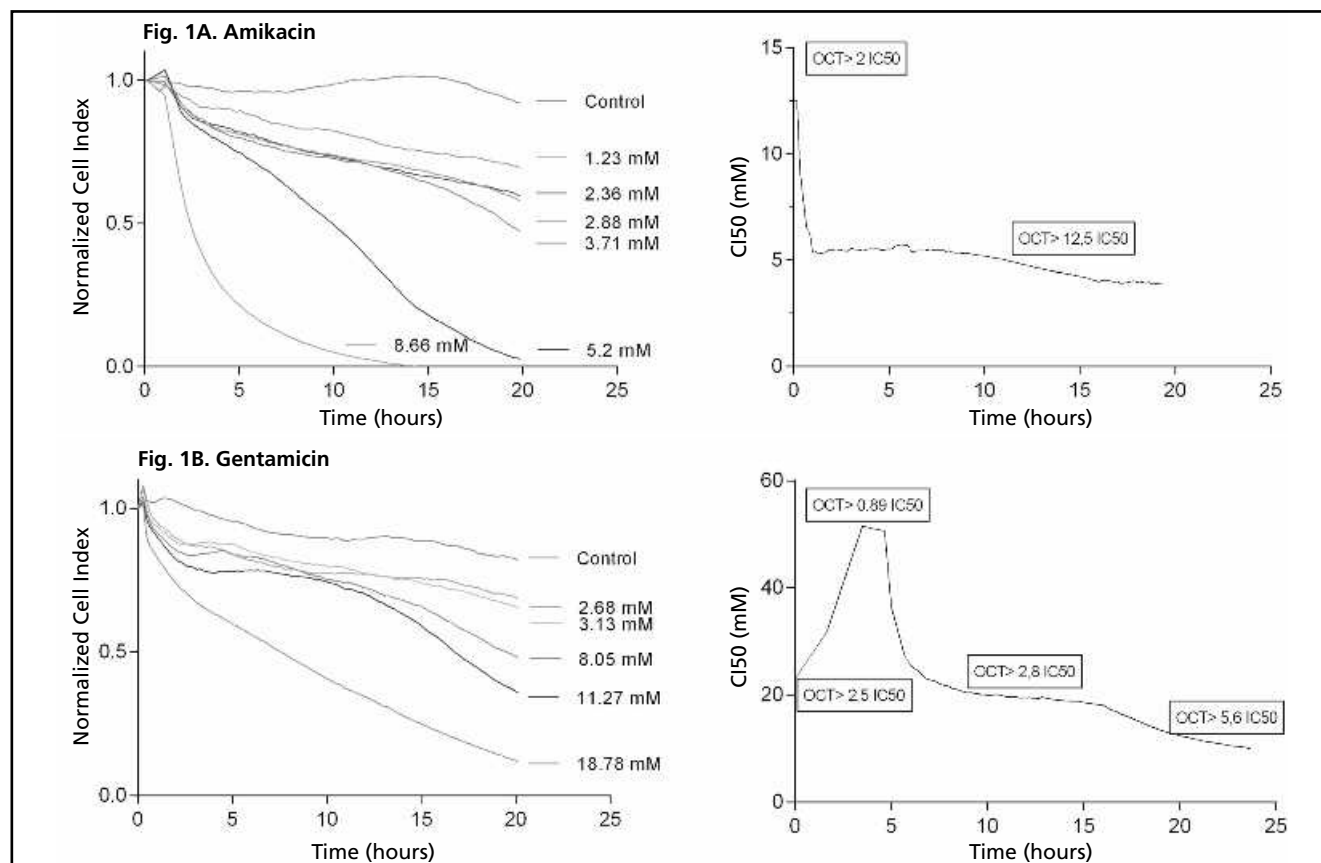 Fig. 1A. Amikacin
Normalized Cell Index
1.0
0.5
0.0
0 5 10 15 20 25
Time (hours)
Control
1.23 mM
2.36 mM
2.88 mM
3.71 mM
8.66 mM
5.2 mM
CI50 (mM)
15
10
5
0
0 5 10 15 20 25
Time (hours)
OCT> 2 IC50
OCT> 12,5 IC50
Fig. 1B. Gentamicin
Normalized Cell Index
1.0
0.5
0.0
0 5 10 15 20 25
Time (hours)
Control
2.68 mM
3.13 mM
8.05 mM
11.27 mM
18.78 mM
CI50 (mM)
60
40
20
0
0 5 10 15 20 25
Time (hours)
OCT> 0.89 IC50
OCT> 2.5 IC50
OCT> 2,8 IC50
OCT> 5,6 IC50